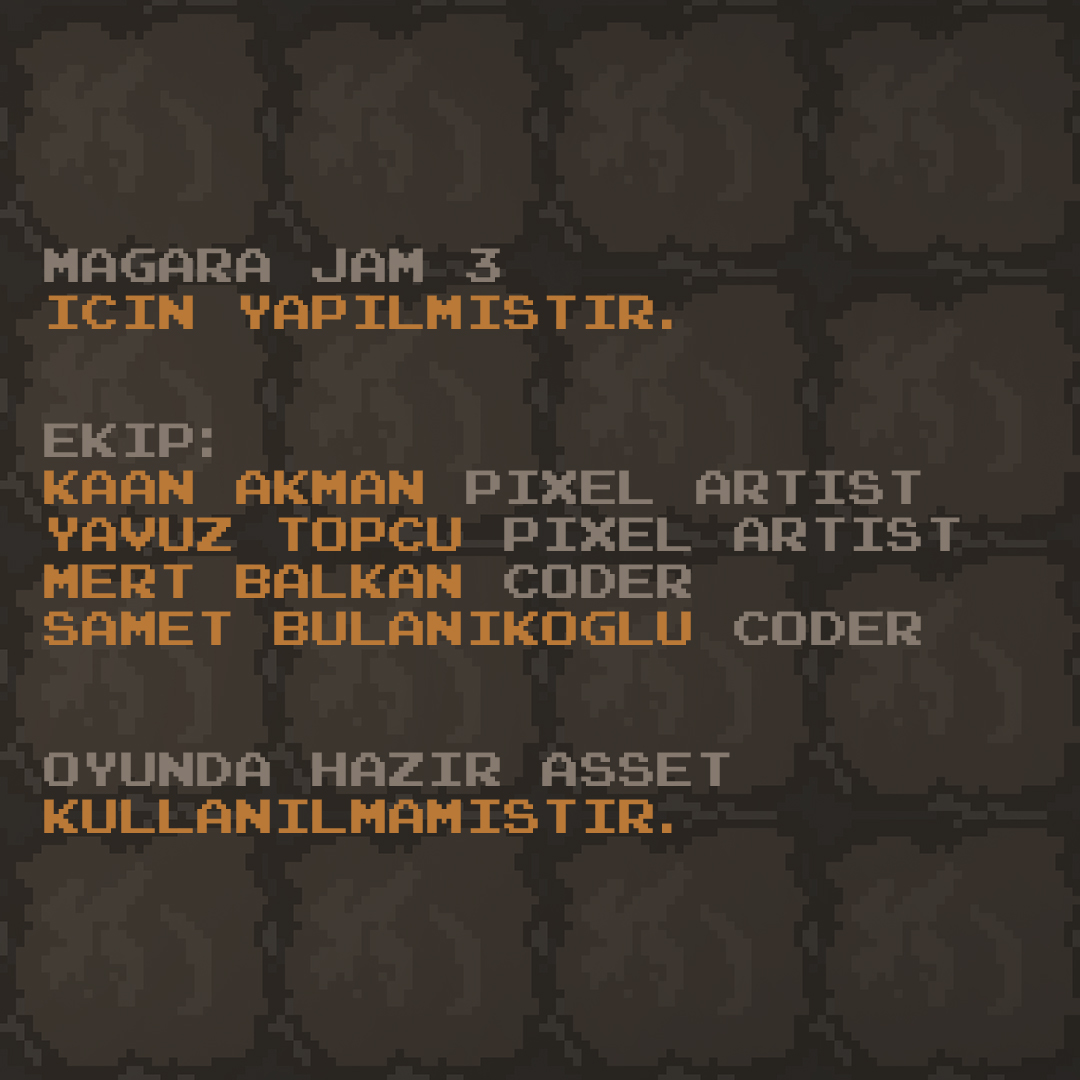 MAGARA JAM 3
ICIN YAPILMISTIR.
EKIP:
KAAN AKMAN PIXEL ARTIST
YAVUZ TOPCU PIXEL ARTIST
MERT BALKAN CODER
SAMET BULANIKOGLU CODER
OYUNDA HAZIR ASSET
KULLANILMAMISTIR.